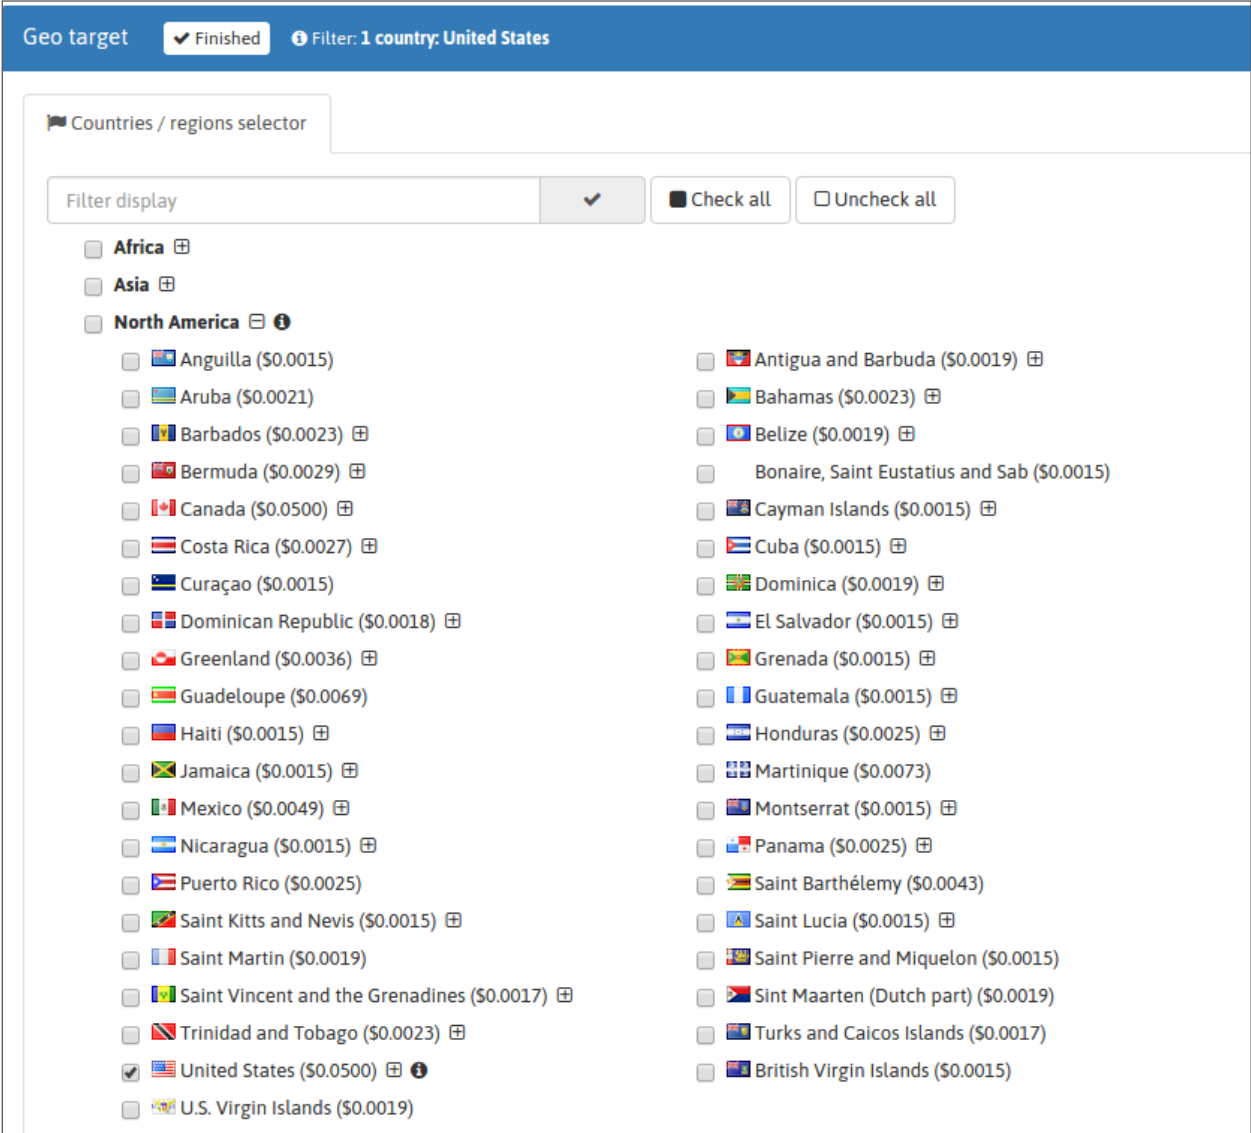 Geo target Finished Filter: 1 country: United States
Countries / regions selector
Filter display Check all Uncheck all
Africa
Asia
North America
Anguilla ($0.0015) Antigua and Barbuda ($0.0019)
Aruba ($0.0021) Bahamas ($0.0023)
Barbados ($0.0023) Belize ($0.0019)
Bermuda ($0.0029) Bonaire, Saint Eustatius and Sab ($0.0015)
Canada ($0.0500) Cayman Islands ($0.0015)
Costa Rica ($0.0027) Cuba ($0.0015)
Curaçao ($0.0015) Dominica ($0.0019)
Dominican Republic ($0.0018) El Salvador ($0.0015)
Greenland ($0.0036) Grenada ($0.0015)
Guadeloupe ($0.0069) Guatemala ($0.0015)
Haiti ($0.0015) Honduras ($0.0025)
Jamaica ($0.0015) Martinique ($0.0073)
Mexico ($0.0049) Montserrat ($0.0015)
Nicaragua ($0.0015) Panama ($0.0025)
Puerto Rico ($0.0025) Saint Barthélemy ($0.0043)
Saint Kitts and Nevis ($0.0015) Saint Lucia ($0.0015)
Saint Martin ($0.0019) Saint Pierre and Miquelon ($0.0015)
Saint Vincent and the Grenadines ($0.0017) Sint Maarten (Dutch part) ($0.0019)
Trinidad and Tobago ($0.0023) Turks and Caicos Islands ($0.0017)
United States ($0.0500) British Virgin Islands ($0.0015)
U.S. Virgin Islands ($0.0019)